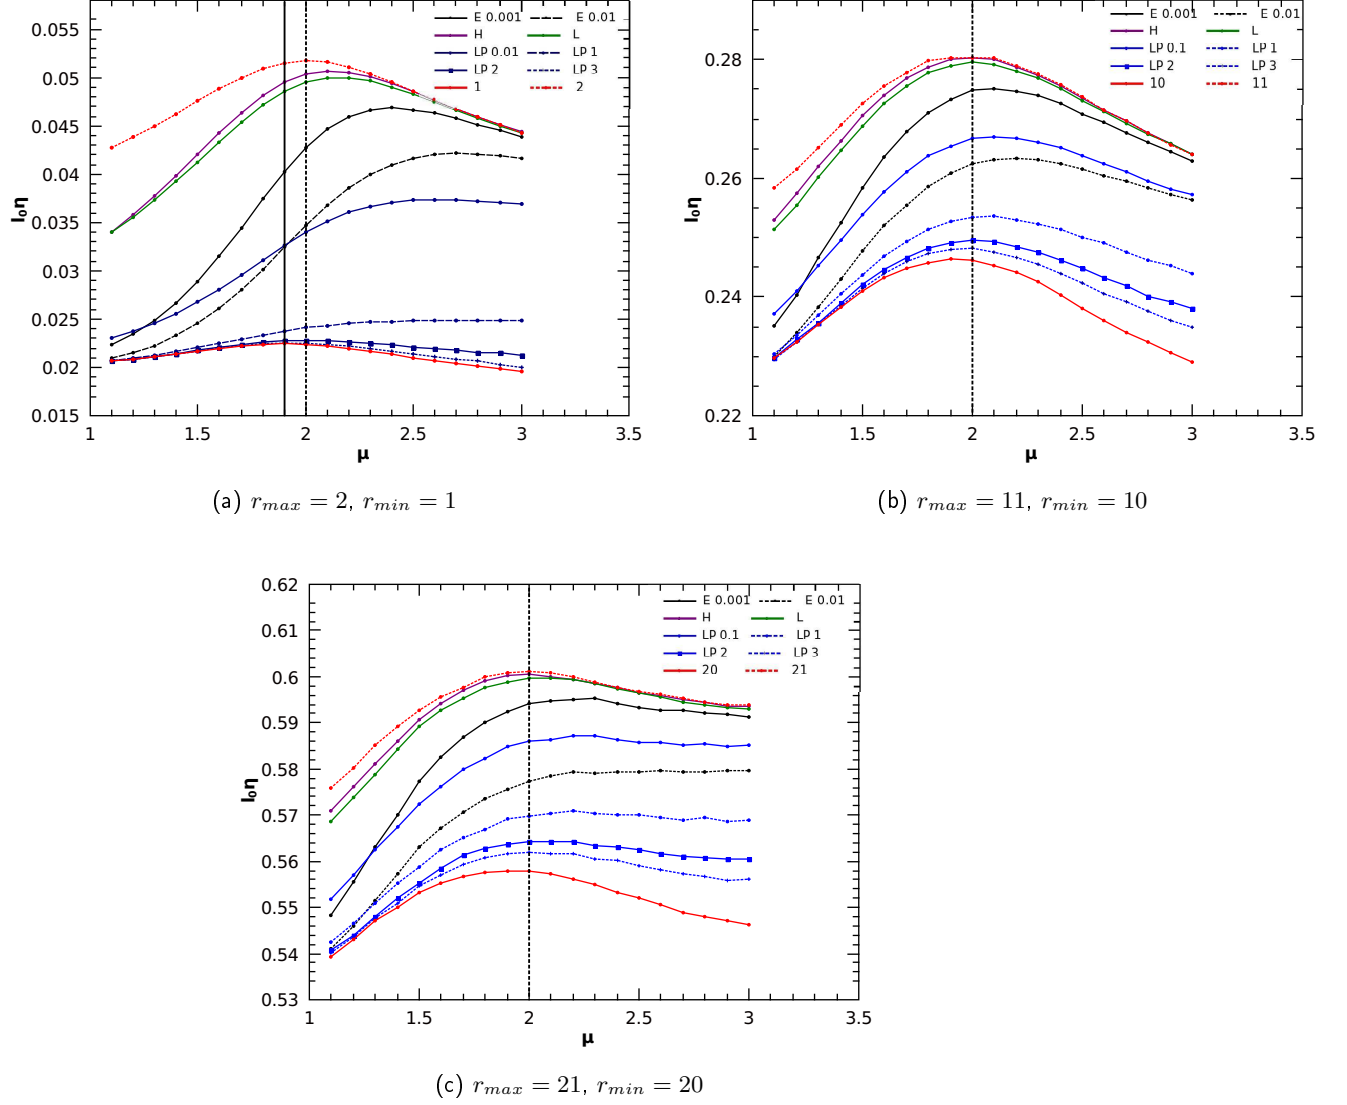 E 0.001 E 0.01
H L
LP 0.01 LP 1
LP 2 LP 3
1 2
0.055
0.05
0.045
0.04
0.035
0.03
0.025
0.02
0.015
l₀η
1 1.5 2 2.5 3 3.5
μ
(a) r_max = 2, r_min = 1
E 0.001 E 0.01
H L
LP 0.1 LP 1
LP 2 LP 3
10 11
0.28
0.26
0.24
0.22
l₀η
1 1.5 2 2.5 3 3.5
μ
(b) r_max = 11, r_min = 10
E 0.001 E 0.01
H L
LP 0.1 LP 1
LP 2 LP 3
20 21
0.62
0.61
0.6
0.59
0.58
0.57
0.56
0.55
0.54
0.53
l₀η
1 1.5 2 2.5 3 3.5
μ
(c) r_max = 21, r_min = 20